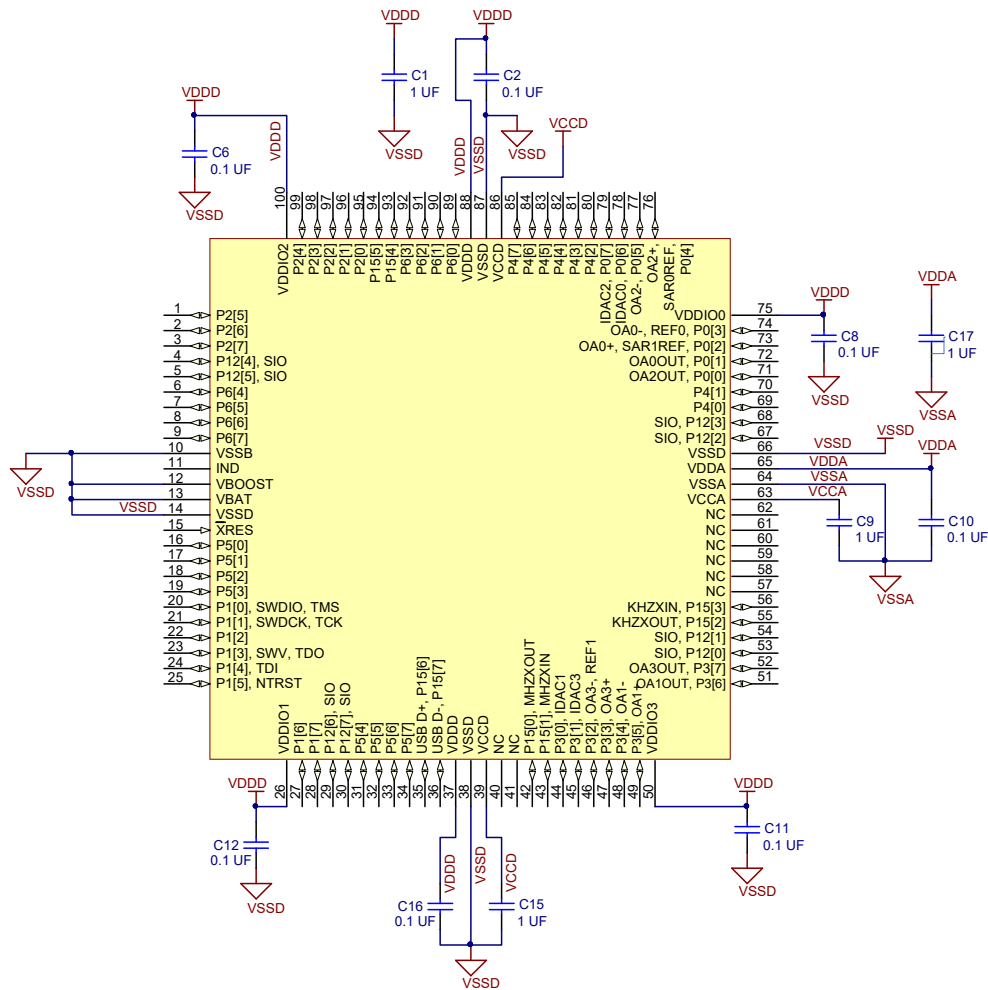 VDDD
VDDD
C1
1 UF
C2
0.1 UF
VDDD
VCCD
C6
0.1 UF
VDDD
VSSD
VDDD
VSSD
VSSD
VSSD
100
99
98
97
96
95
94
93
92
91
90
89
88
87
86
85
84
83
82
81
80
79
78
77
76
VDDIO2
P2[4]
P2[3]
P2[2]
P2[1]
P2[0]
P15[5]
P15[4]
P6[3]
P6[2]
P6[1]
P6[0]
VDDD
VSSD
VCCD
P4[7]
P4[6]
P4[5]
P4[4]
P4[3]
P4[2]
IDAC2, P0[7]
IDAC0, P0[6]
OA2-, P0[5]
OA2+,
SAR0REF,
P0[4]
1 P2[5]
2 P2[6]
3 P2[7]
4 P12[4], SIO
5 P12[5], SIO
6 P6[4]
7 P6[5]
8 P6[6]
9 P6[7]
10 VSSB
11 IND
12 VBOOST
13 VBAT
VSSD 14 VSSD
15 XRES
16 P5[0]
17 P5[1]
18 P5[2]
19 P5[3]
20 P1[0], SWDIO, TMS
21 P1[1], SWDCK, TCK
22 P1[2]
23 P1[3], SWV, TDO
24 P1[4], TDI
25 P1[5], NTRST
VSSD
VDDIO0 75
OA0-, REF0, P0[3] 74
OA0+, SAR1REF, P0[2] 73
OA0OUT, P0[1] 72
OA2OUT, P0[0] 71
P4[1] 70
P4[0] 69
SIO, P12[3] 68
SIO, P12[2] 67
VSSD 66 VSSD
VDDA 65 VDDA
VSSA 64 VSSA
VCCA 63 VCCA
NC 62
NC 61
NC 60
NC 59
NC 58
NC 57
KHZXIN, P15[3] 56
KHZXOUT, P15[2] 55
SIO, P12[1] 54
SIO, P12[0] 53
OA3OUT, P3[7] 52
OA1OUT, P3[6] 51
VDDD
C8
0.1 UF
VSSD
VDDA
C17
1 UF
VSSA
VSSD
VDDA
C9
1 UF
C10
0.1 UF
VSSA
VDDIO1
P1[6]
P1[7]
P12[6], SIO
P12[7], SIO
P5[4]
P5[5]
P5[6]
P5[7]
USB D+, P15[6]
USB D-, P15[7]
VDDD
VSSD
VCCD
NC
NC
P15[0], MHZXOUT
P15[1], MHZXIN
P3[0], IDAC1
P3[1], IDAC3
P3[2], OA3-, REF1
P3[3], OA3+
P3[4], OA1-
P3[5], OA1+
VDDIO3
26
27
28
29
30
31
32
33
34
35
36
37
38
39
40
41
42
43
44
45
46
47
48
49
50
VDDD
C12
0.1 UF
VSSD
VDDD
VSSD
VCCD
C16
0.1 UF
C15
1 UF
VSSD
VDDD
C11
0.1 UF
VSSD